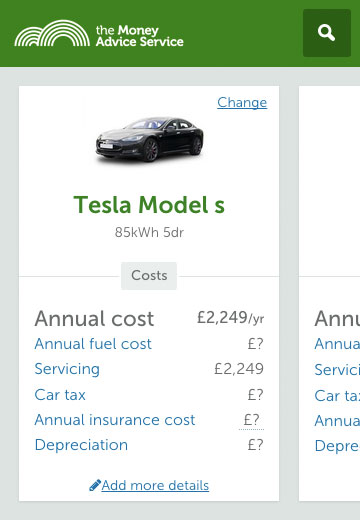 the Money
Advice Service
Change
Tesla Model s
85kWh 5dr
Costs
Annual cost £2,249/yr
Annual fuel cost £?
Servicing £2,249
Car tax £?
Annual insurance cost £?
Depreciation £?
Add more details
Annu
Annua
Servici
Car ta
Annua
Depre